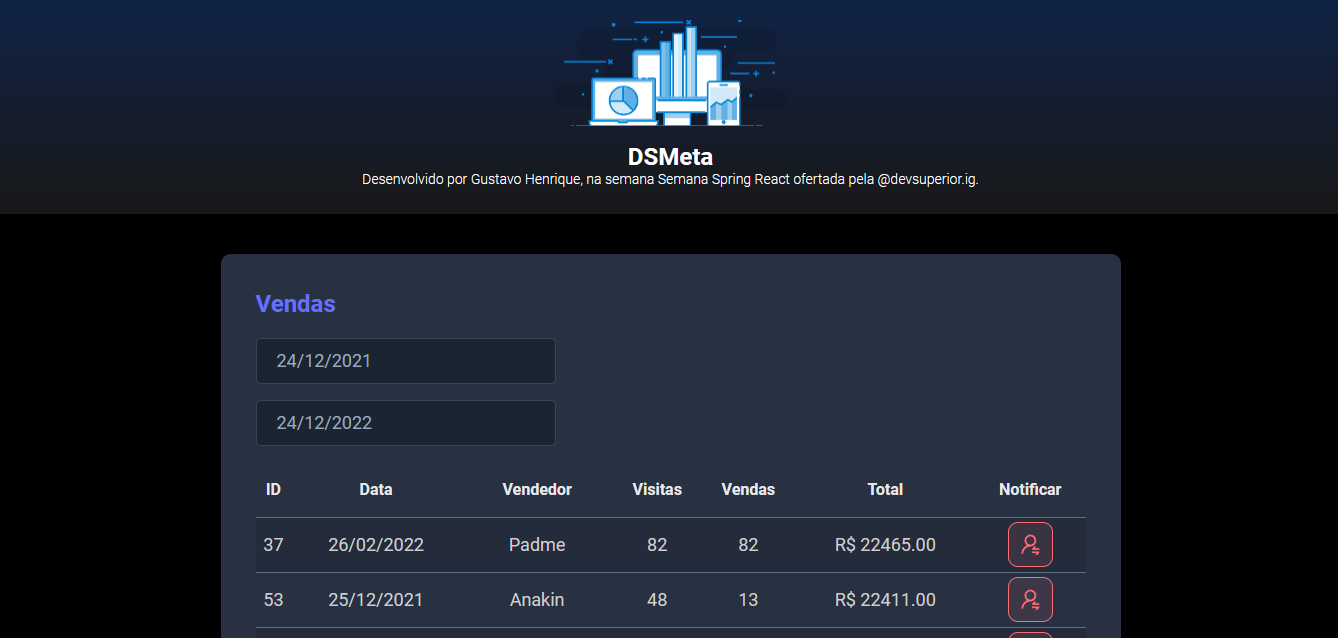 DSMeta
Desenvolvido por Gustavo Henrique, na semana Semana Spring React ofertada pela @devsuperior.ig.
Vendas
24/12/2021
24/12/2022
ID Data Vendedor Visitas Vendas Total Notificar
37 26/02/2022 Padme 82 82 R$ 22465.00
53 25/12/2021 Anakin 48 13 R$ 22411.00